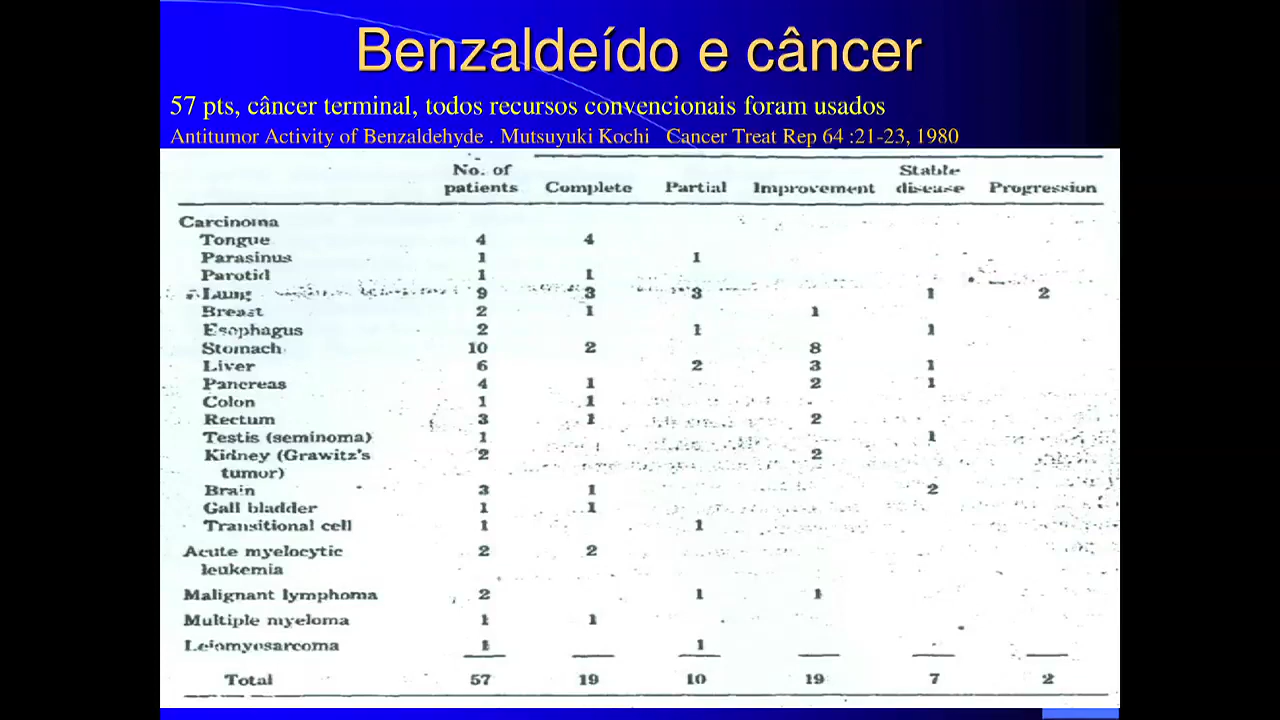 Benzaldeído e câncer
57 pts, câncer terminal, todos recursos convencionais foram usados
Antitumor Activity of Benzaldehyde . Mutsuyuki Kochi Cancer Treat Rep 64 :21-23, 1980
No. of patients Complete Partial Improvement Stable disease Progression
Carcinoma
Tongue 4 4
Parasinus 1 1
Parotid 1 1
Lung 9 3 3 1 2
Breast 2 1 1
Esophagus 2 1 1
Stomach 10 2 8
Liver 6 2 3 1
Pancreas 4 1 2 1
Colon 1 1
Rectum 3 1 2
Testis (seminoma) 1 1
Kidney (Grawitz's 2 2
tumor)
Brain 3 1 2
Gall bladder 1 1
Transitional cell 1 1
Acute myelocytic 2 2
leukemia
Malignant lymphoma 2 1 1
Multiple myeloma 1 1
Leiomyosarcoma 1 1
Total 57 19 10 19 7 2